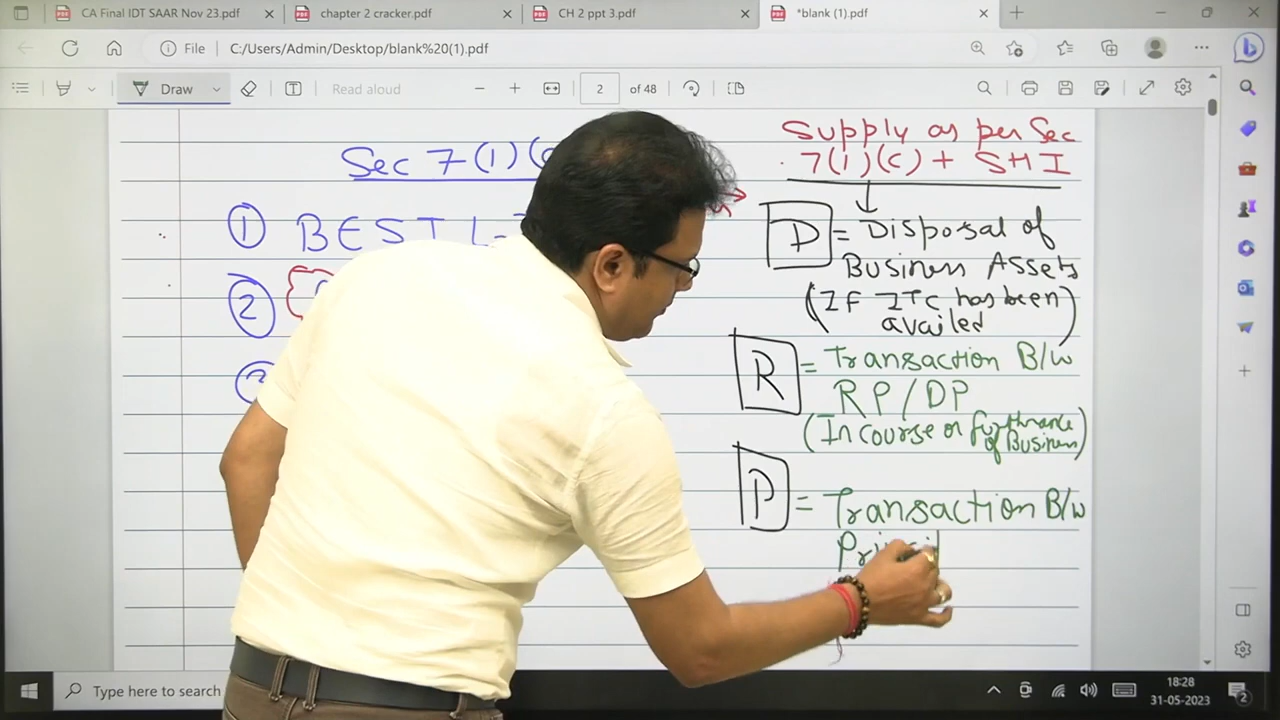 CA Final IDT SAAR Nov 23.pdf
chapter 2 cracker.pdf
CH 2 ppt 3.pdf
*blank (1).pdf
File
C:/Users/Admin/Desktop/blank%20(1).pdf
Draw
Read aloud
2
of 48
Sec 7(1)(
① BEST L
②
Supply as per Sec
7(1)(c) + SHI
D = Disposal of
Business Assets
(IF ITC has been
availed)
R = Transaction B/w
RP/DP
(In course or furthrance
of Business)
P = Transaction B/w
Type here to search
18:28
31-05-2023
2